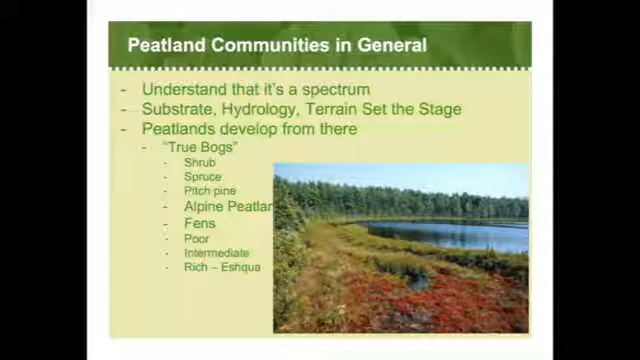 Peatland Communities in General
- Understand that it's a spectrum
- Substrate, Hydrology, Terrain Set the Stage
- Peatlands develop from there
- "True Bogs"
- Shrub
- Spruce
- Pitch pine
- Alpine Peatlan
- Fens
- Poor
- Intermediate
- Rich – Eshqua